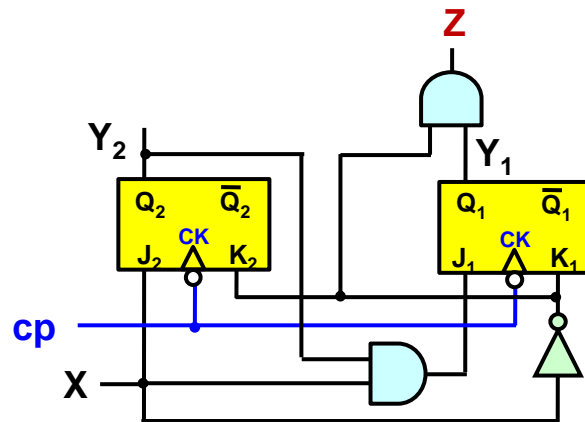 Z
Y₂
Y₁
Q₂ Q̅₂
Q₁ Q̅₁
CK
CK
J₂ K₂
J₁ K₁
cp
X